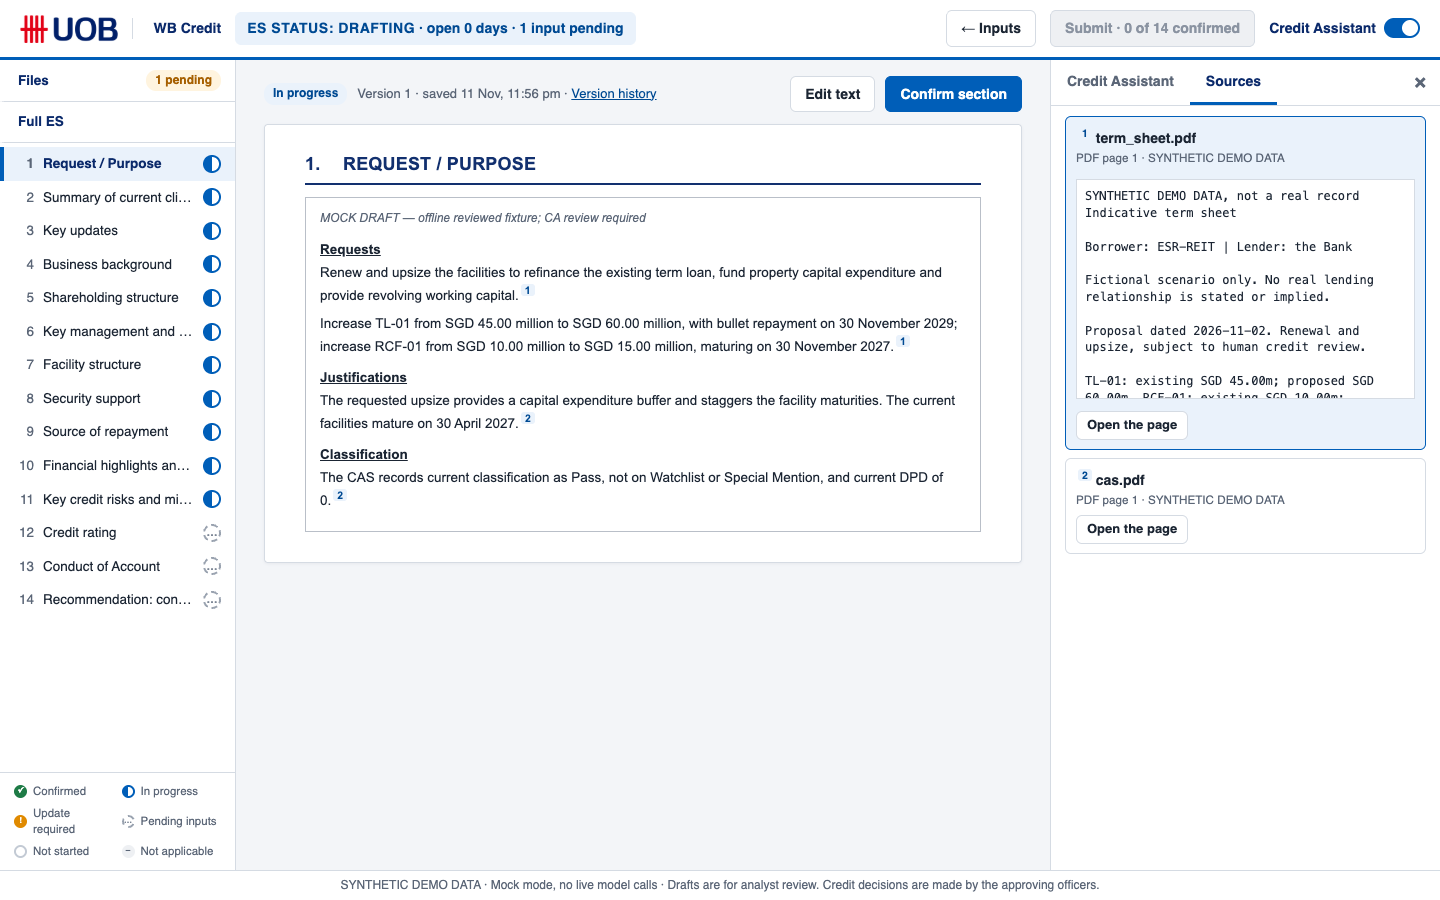 UOB
WB Credit
ES STATUS: DRAFTING · open 0 days · 1 input pending
← Inputs
Submit · 0 of 14 confirmed
Credit Assistant
Files
1 pending
Full ES
1 Request / Purpose
2 Summary of current cli...
3 Key updates
4 Business background
5 Shareholding structure
6 Key management and ...
7 Facility structure
8 Security support
9 Source of repayment
10 Financial highlights an...
11 Key credit risks and mi...
12 Credit rating
13 Conduct of Account
14 Recommendation: con...
Confirmed
In progress
Update
required
Pending inputs
Not started
Not applicable
In progress
Version 1 · saved 11 Nov, 11:56 pm · Version history
Edit text
Confirm section
1. REQUEST / PURPOSE
MOCK DRAFT — offline reviewed fixture; CA review required
Requests
Renew and upsize the facilities to refinance the existing term loan, fund property capital expenditure and
provide revolving working capital. 1
Increase TL-01 from SGD 45.00 million to SGD 60.00 million, with bullet repayment on 30 November 2029;
increase RCF-01 from SGD 10.00 million to SGD 15.00 million, maturing on 30 November 2027. 1
Justifications
The requested upsize provides a capital expenditure buffer and staggers the facility maturities. The current
facilities mature on 30 April 2027. 2
Classification
The CAS records current classification as Pass, not on Watchlist or Special Mention, and current DPD of
0. 2
Credit Assistant
Sources
×
1 term_sheet.pdf
PDF page 1 · SYNTHETIC DEMO DATA
SYNTHETIC DEMO DATA, not a real record
Indicative term sheet
Borrower: ESR-REIT | Lender: the Bank
Fictional scenario only. No real lending
relationship is stated or implied.
Proposal dated 2026-11-02. Renewal and
upsize, subject to human credit review.
TL-01: existing SGD 45.00m; proposed SGD
60.00m. RCF-01: existing SGD 10.00m;
Open the page
2 cas.pdf
PDF page 1 · SYNTHETIC DEMO DATA
Open the page
SYNTHETIC DEMO DATA · Mock mode, no live model calls · Drafts are for analyst review. Credit decisions are made by the approving officers.